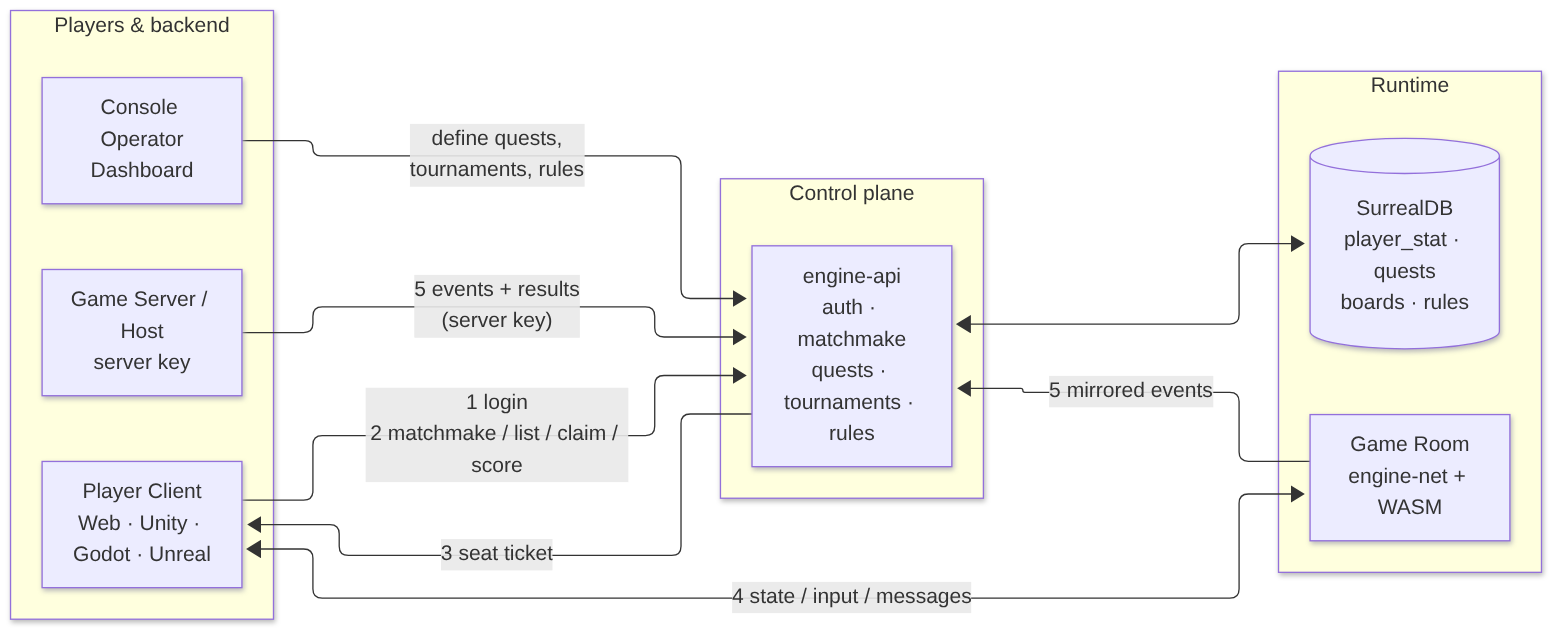 Players & backend
Console
Operator
Dashboard
define quests,
tournaments, rules
Game Server /
Host
server key
5 events + results
(server key)
Player Client
Web · Unity ·
Godot · Unreal
1 login
2 matchmake / list / claim /
score
3 seat ticket
4 state / input / messages
Control plane
engine-api
auth ·
matchmake
quests ·
tournaments ·
rules
5 mirrored events
Runtime
SurrealDB
player_stat ·
quests
boards · rules
Game Room
engine-net +
WASM